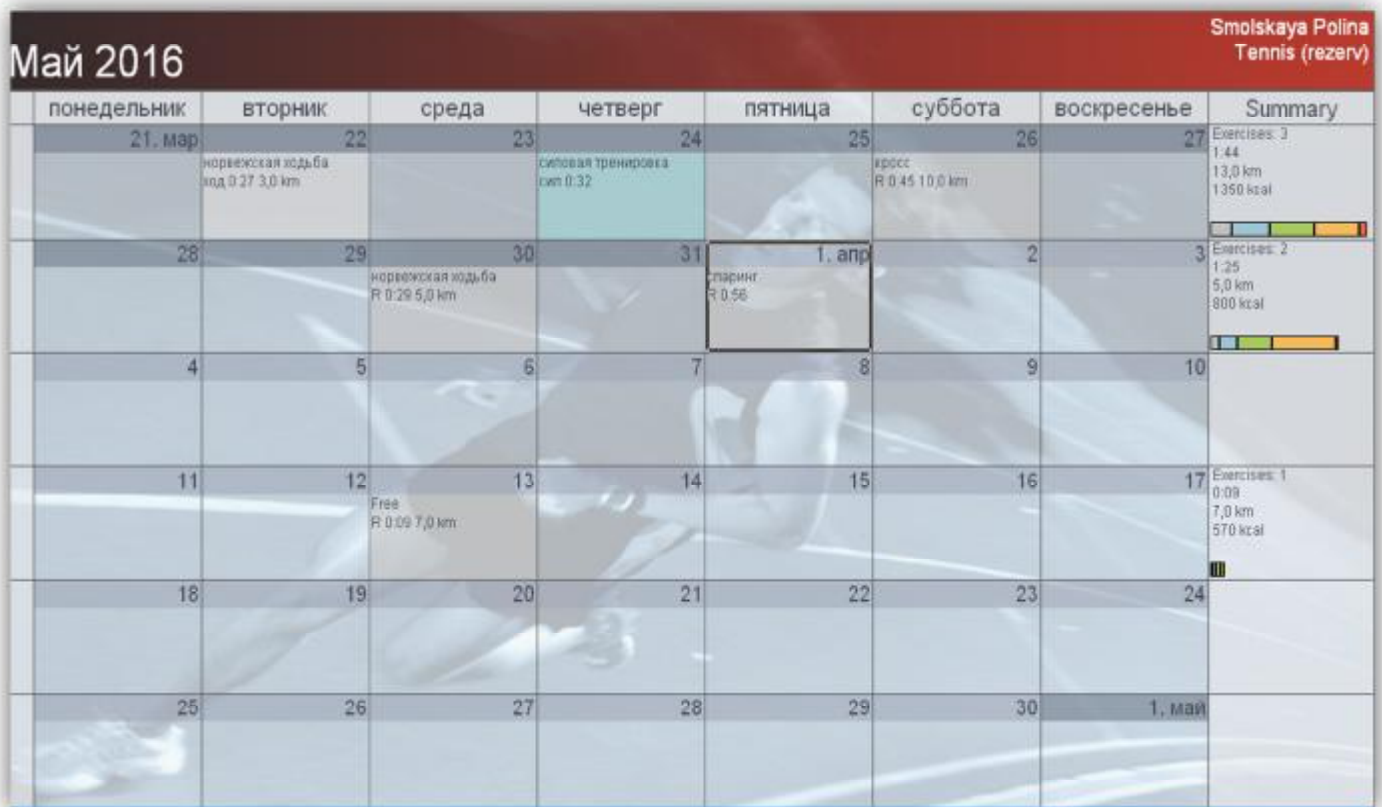 Smolskaya Polina
Tennis (rezerv)
Май 2016
понедельник вторник среда четверг пятница суббота воскресенье Summary
21. мар 22 23 24 25 26 27
норвежская ходьба
ход 0:27 3,0 km
силовая тренировка
сил 0:32
кросс
R 0:45 10,0 km
Exercises: 3
1:44
13,0 km
1350 kcal
28 29 30 31 1. апр 2 3
норвежская ходьба
R 0:29 5,0 km
спаринг
R 0:56
Exercises: 2
1:25
5,0 km
800 kcal
4 5 6 7 8 9 10
11 12 13 14 15 16 17
Free
R 0:09 7,0 km
Exercises: 1
0:09
7,0 km
570 kcal
18 19 20 21 22 23 24
25 26 27 28 29 30 1. май